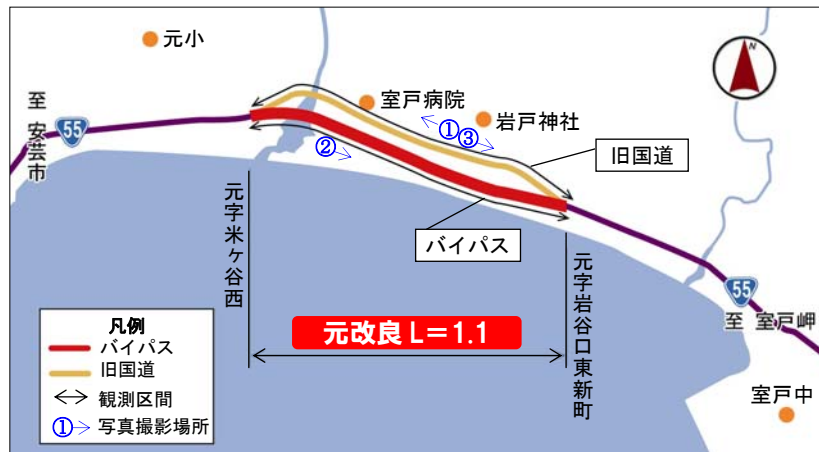 元小
N
室戸病院
至 安芸市
55
岩戸神社
①
③
②
旧国道
バイパス
元字米ヶ谷西
元字岩谷口東新町
55
至 室戸岬
元改良 L=1.1
凡例
バイパス
旧国道
観測区間
① 写真撮影場所
室戸中